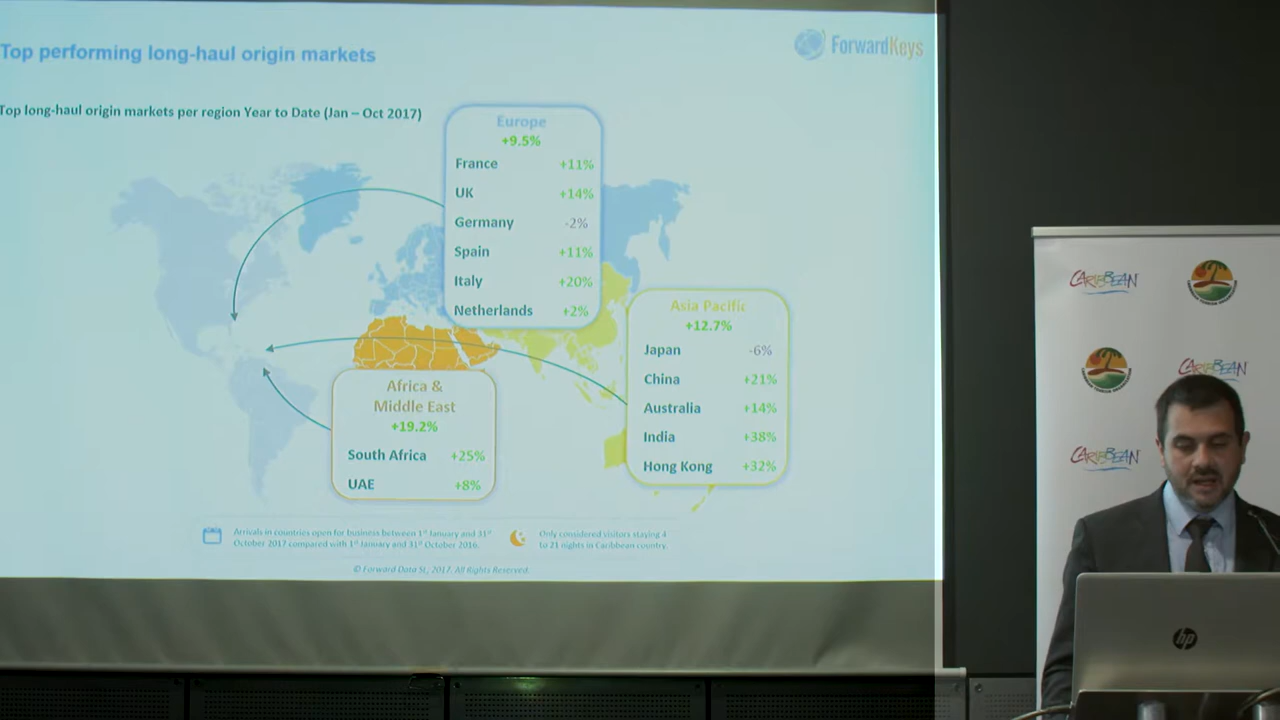 Top performing long-haul origin markets
ForwardKeys
Top long-haul origin markets per region Year to Date (Jan – Oct 2017)
Europe
+9.5%
France +11%
UK +14%
Germany -2%
Spain +11%
Italy +20%
Netherlands +2%
Asia Pacific
+12.7%
Japan -6%
China +21%
Australia +14%
India +38%
Hong Kong +32%
Africa &
Middle East
+19.2%
South Africa +25%
UAE +8%
Arrivals in countries open for business between 1st January and 31st
October 2017 compared with 1st January and 31st October 2016.
Only considered visitors staying 4
to 21 nights in Caribbean country.
© Forward Data SL, 2017. All Rights Reserved.
CARIBBEAN
CARIBBEAN
CARIBBEAN
hp